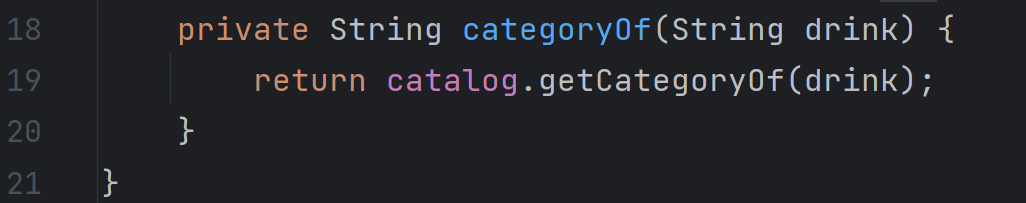 18 private String categoryOf(String drink) {
19 return catalog.getCategoryOf(drink);
20 }
21 }